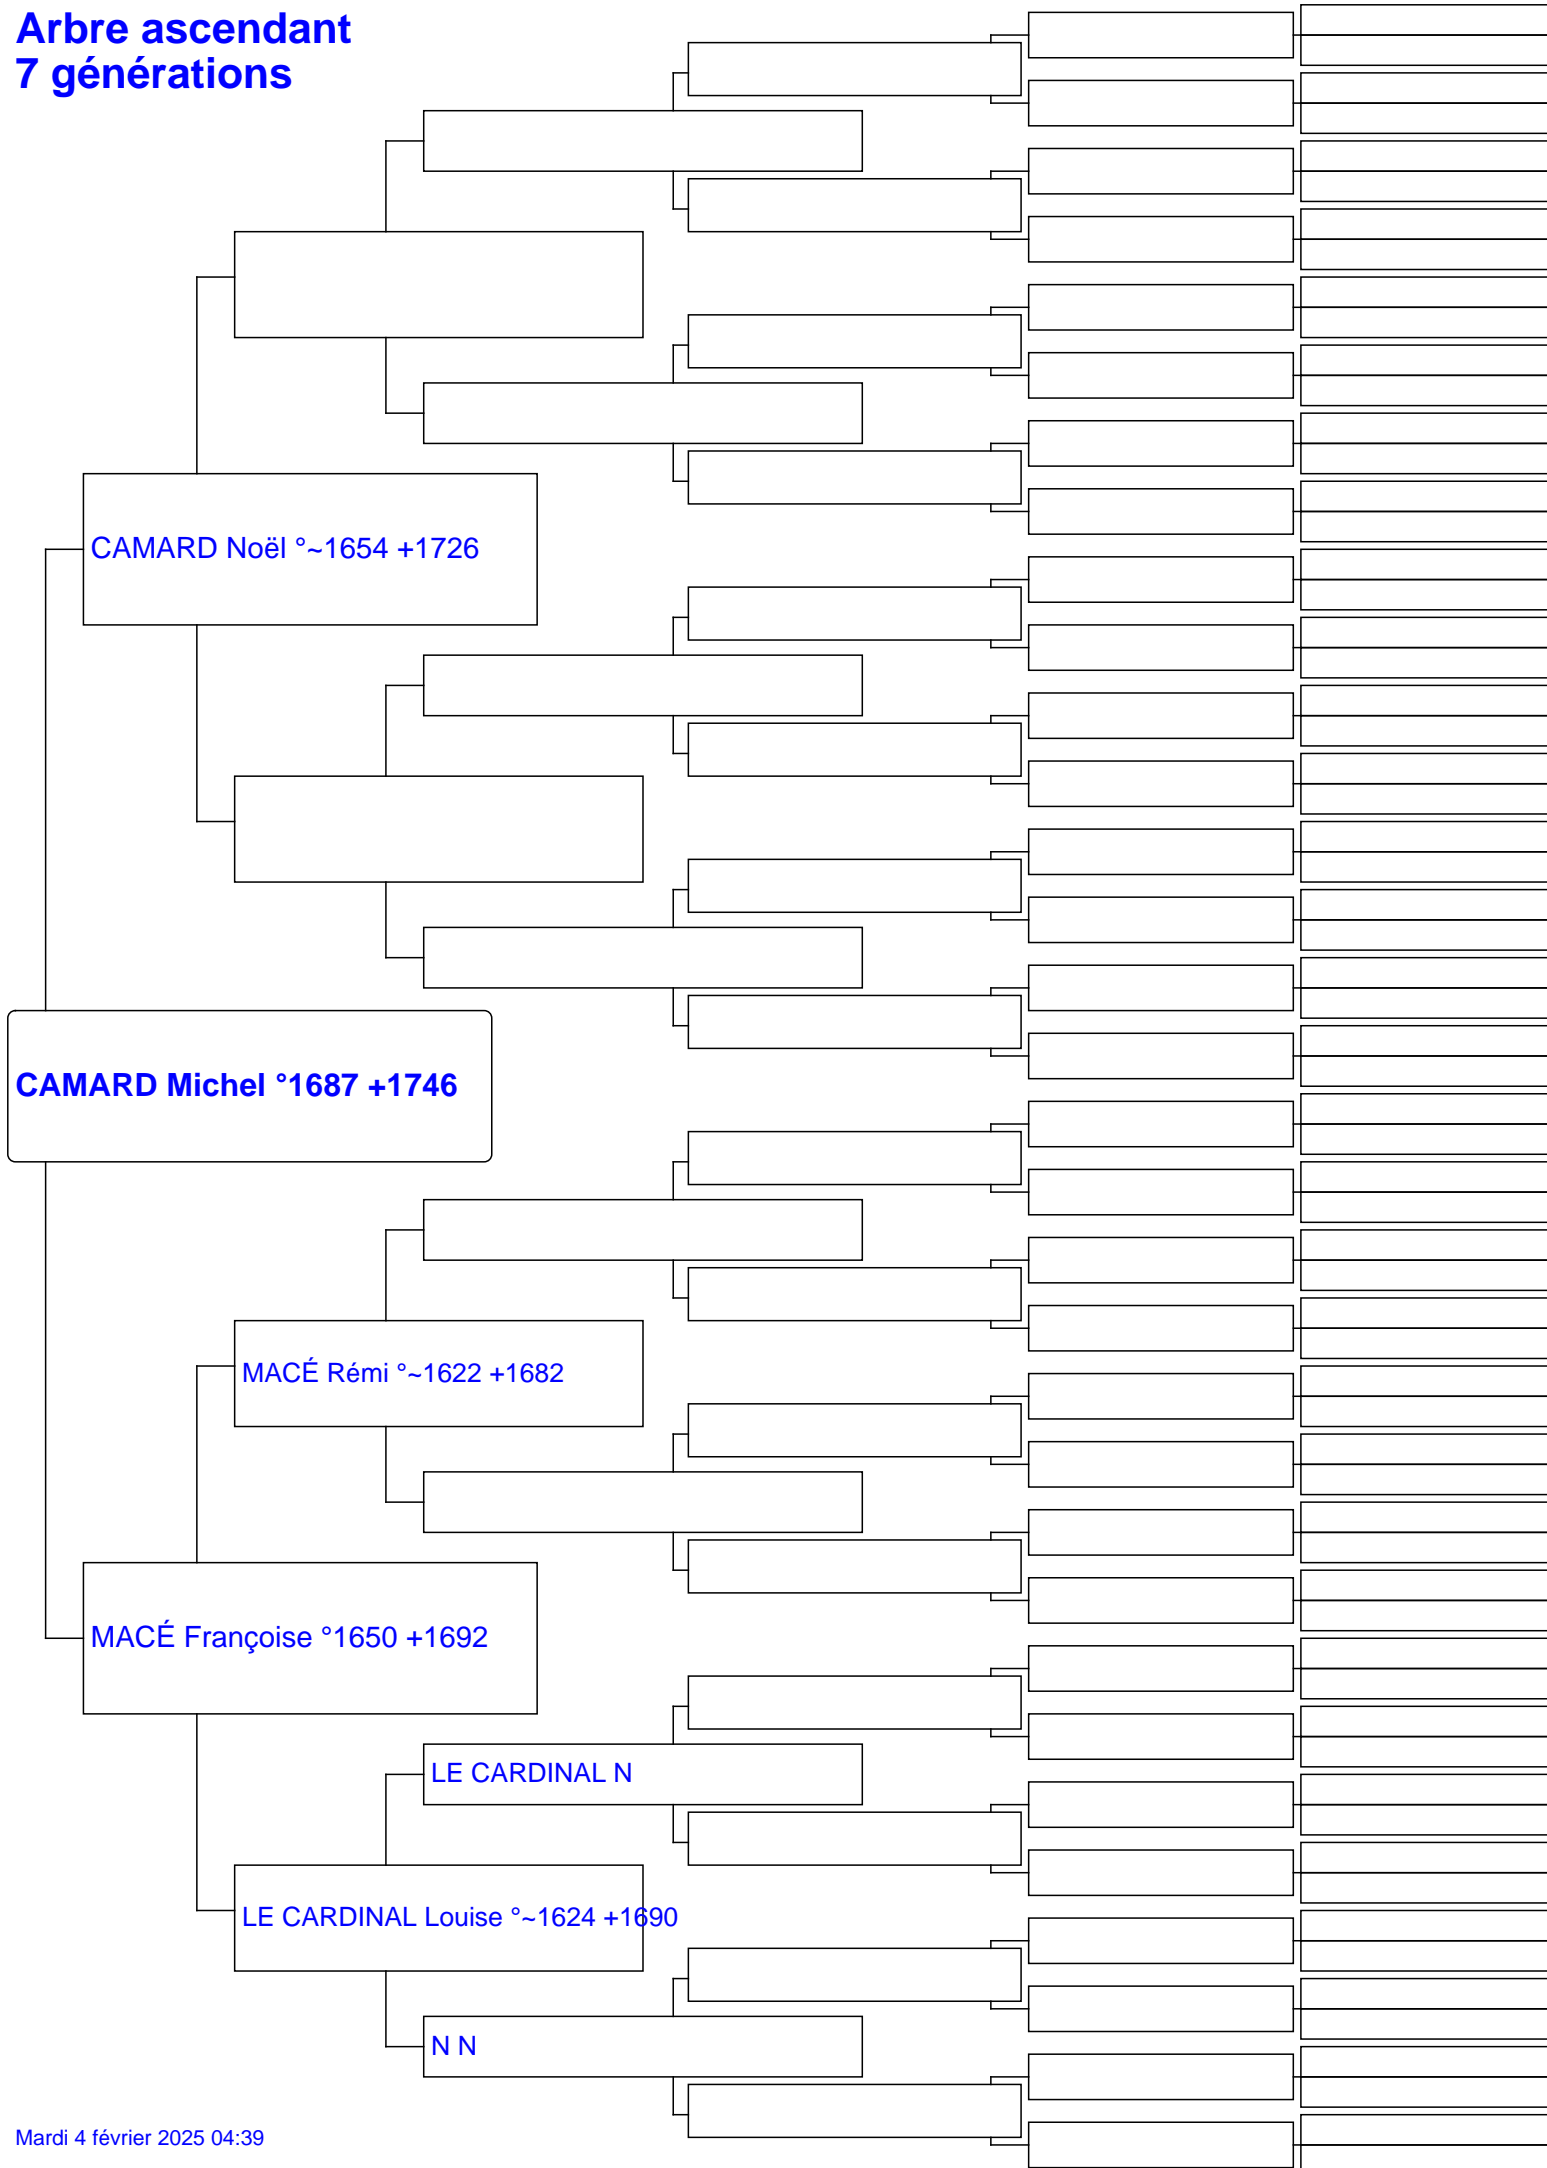 Arbre ascendant
7 générations
CAMARD Noël °~1654 +1726
CAMARD Michel °1687 +1746
MACÉ Rémi °~1622 +1682
MACÉ Françoise °1650 +1692
LE CARDINAL N
LE CARDINAL Louise °~1624 +1690
N N
Mardi 4 février 2025 04:39